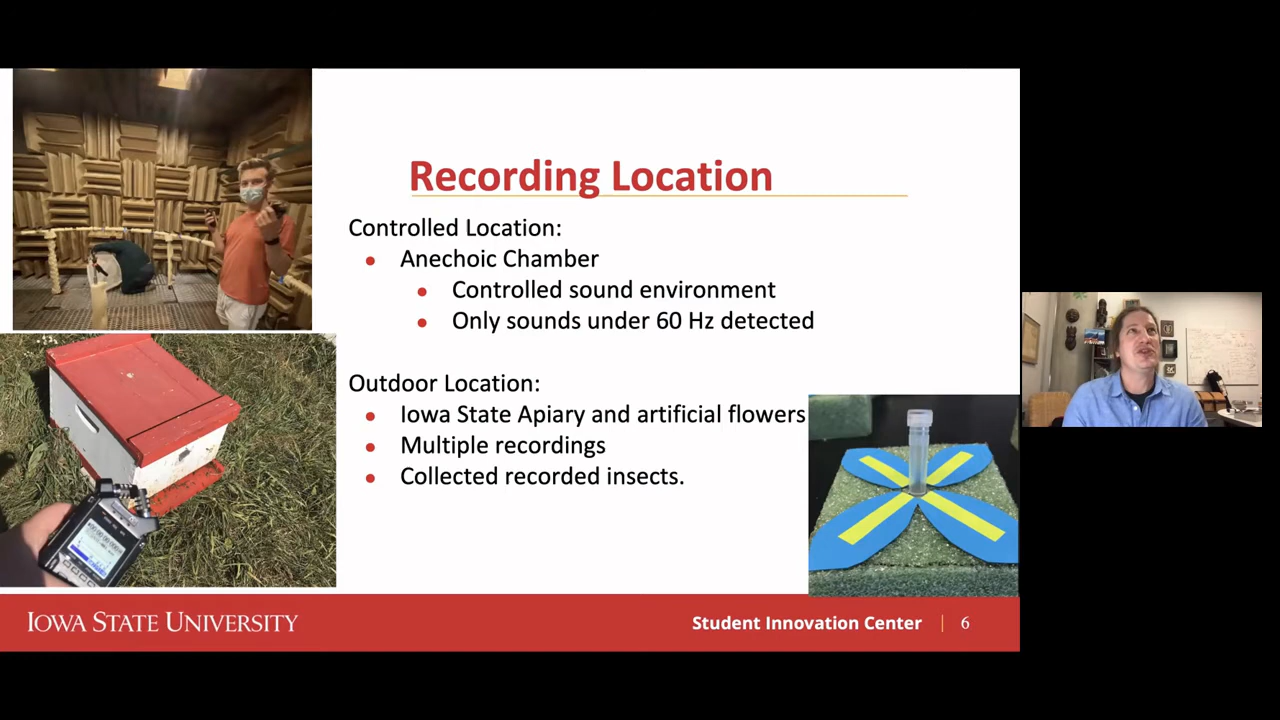 Recording Location
Controlled Location:
Anechoic Chamber
Controlled sound environment
Only sounds under 60 Hz detected
Outdoor Location:
Iowa State Apiary and artificial flowers
Multiple recordings
Collected recorded insects.
IOWA STATE UNIVERSITY
Student Innovation Center | 6